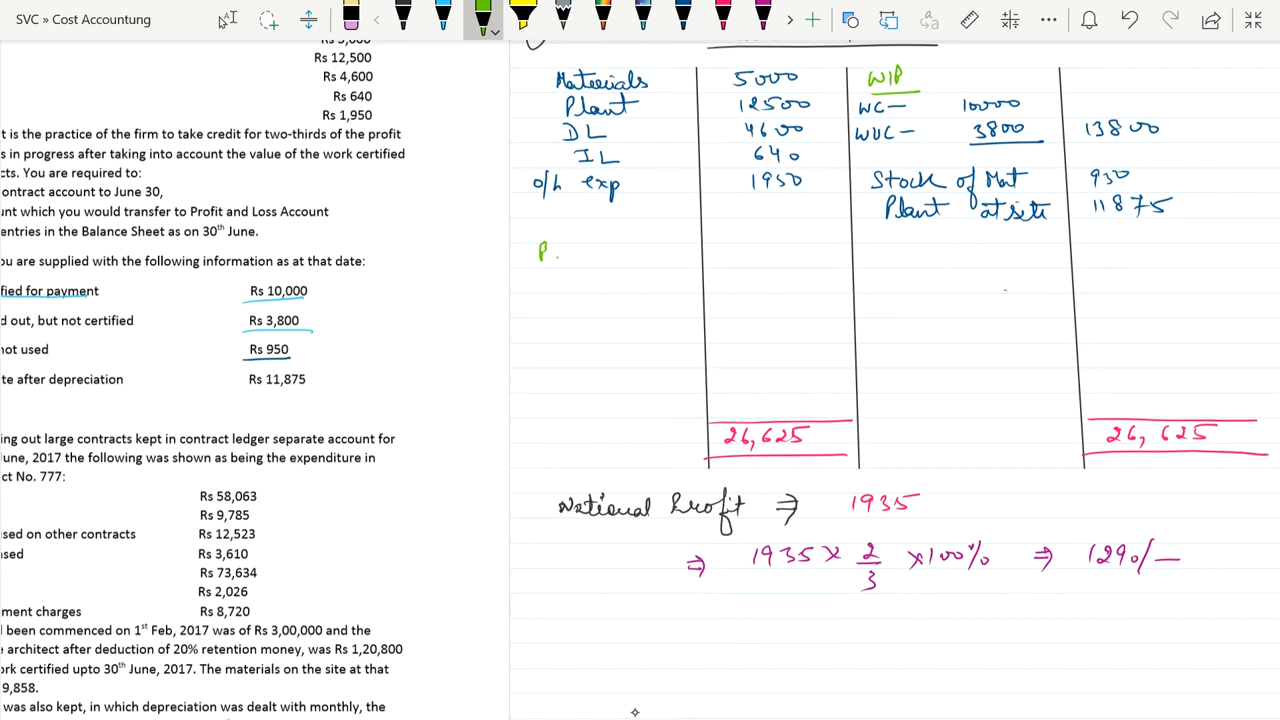 SVC » Cost Accountung
Rs 12,500
Rs 4,600
Rs 640
Rs 1,950
t is the practice of the firm to take credit for two-thirds of the profit
s in progress after taking into account the value of the work certified
cts. You are required to:
ontract account to June 30,
unt which you would transfer to Profit and Loss Account
entries in the Balance Sheet as on 30th June.
ou are supplied with the following information as at that date:
fied for payment Rs 10,000
d out, but not certified Rs 3,800
not used Rs 950
te after depreciation Rs 11,875
ing out large contracts kept in contract ledger separate account for
une, 2017 the following was shown as being the expenditure in
ct No. 777:
Rs 58,063
Rs 9,785
sed on other contracts Rs 12,523
sed Rs 3,610
Rs 73,634
Rs 2,026
ment charges Rs 8,720
l been commenced on 1st Feb, 2017 was of Rs 3,00,000 and the
e architect after deduction of 20% retention money, was Rs 1,20,800
ork certified upto 30th June, 2017. The materials on the site at that
9,858.
was also kept, in which depreciation was dealt with monthly, the
Materials 5000 WIP
Plant 12500 WC— 10000
DL 4600 WUC— 3800 13800
IL 640
o/h exp 1950 Stock of Mat 950
Plant at site 11875
P.
26,625 26,625
Notional Profit ⇒ 1935
⇒ 1935 × 2/3 × 100% ⇒ 1290/—